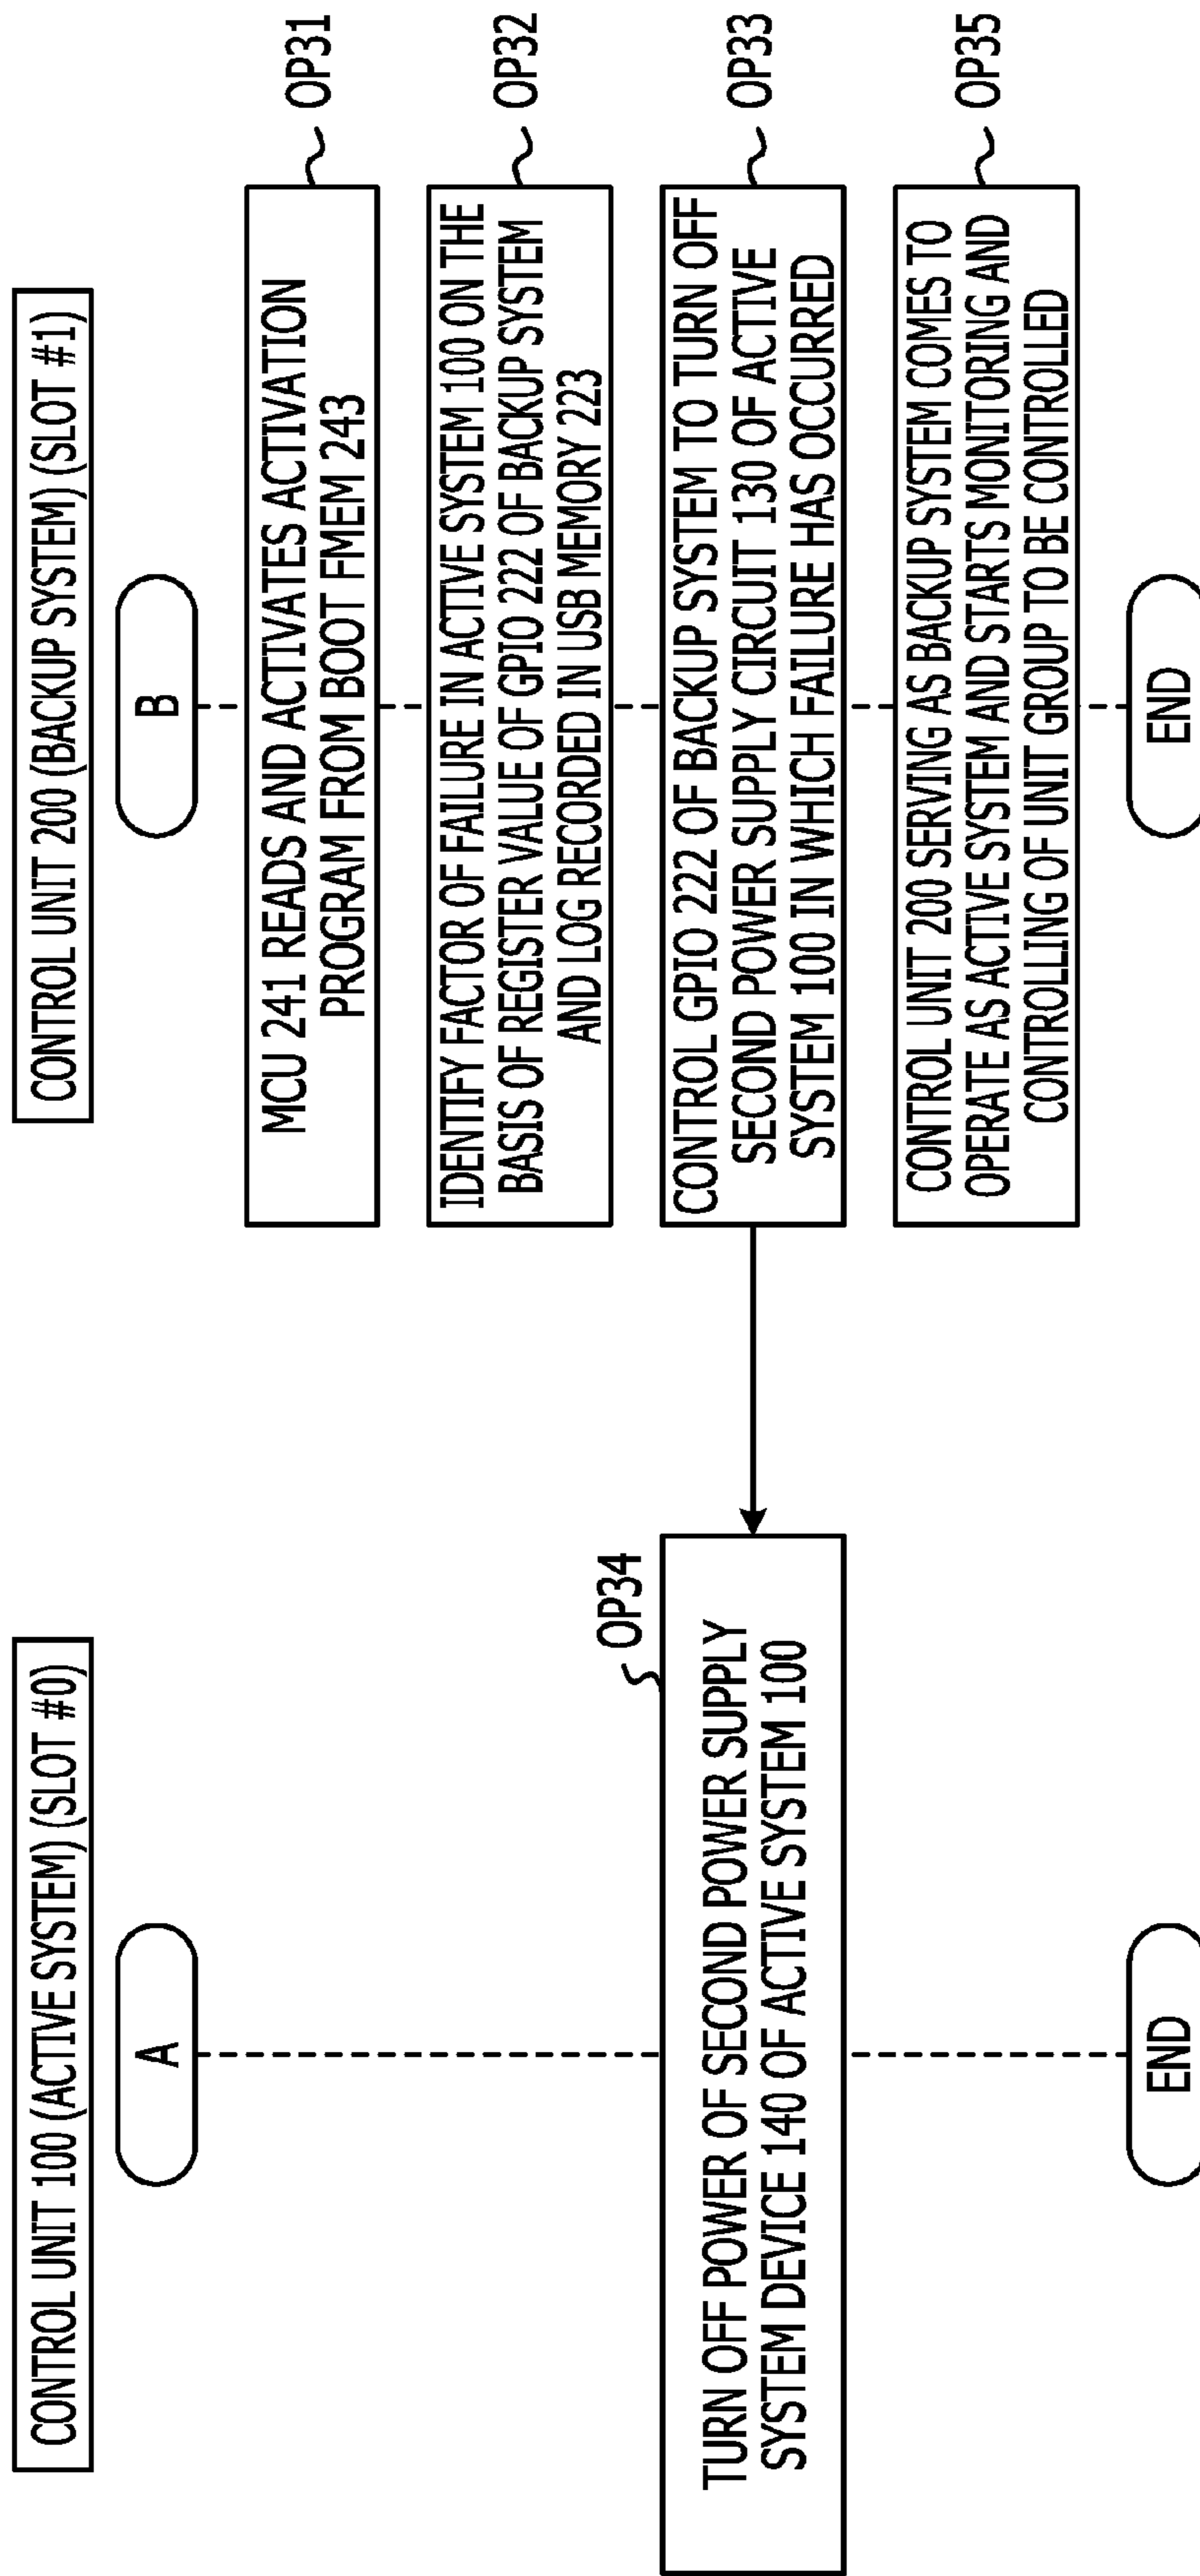 CONTROL UNIT 100 (ACTIVE SYSTEM) (SLOT #0)
CONTROL UNIT 200 (BACKUP SYSTEM) (SLOT #1)
A
B
MCU 241 READS AND ACTIVATES ACTIVATION
PROGRAM FROM BOOT FMEM 243
OP31
IDENTIFY FACTOR OF FAILURE IN ACTIVE SYSTEM 100 ON THE
BASIS OF REGISTER VALUE OF GPIO 222 OF BACKUP SYSTEM
AND LOG RECORDED IN USB MEMORY 223
OP32
CONTROL GPIO 222 OF BACKUP SYSTEM TO TURN OFF
SECOND POWER SUPPLY CIRCUIT 130 OF ACTIVE
SYSTEM 100 IN WHICH FAILURE HAS OCCURRED
OP33
OP34
TURN OFF POWER OF SECOND POWER SUPPLY
SYSTEM DEVICE 140 OF ACTIVE SYSTEM 100
CONTROL UNIT 200 SERVING AS BACKUP SYSTEM COMES TO
OPERATE AS ACTIVE SYSTEM AND STARTS MONITORING AND
CONTROLLING OF UNIT GROUP TO BE CONTROLLED
OP35
END
END